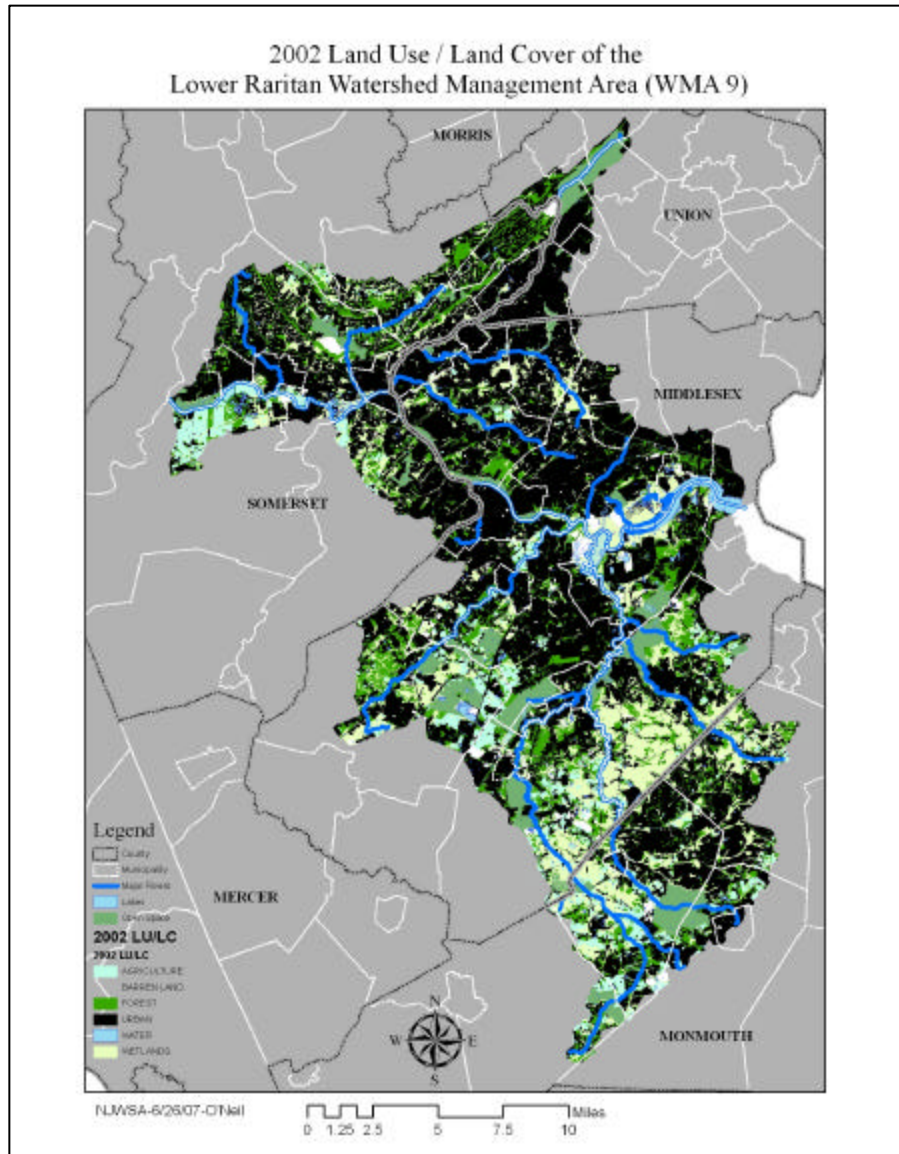 2002 Land Use / Land Cover of the
Lower Raritan Watershed Management Area (WMA 9)
MORRIS
UNION
MIDDLESEX
SOMERSET
MERCER
MONMOUTH
Legend
County
Municipality
Major Rivers
Lakes
Open Space
2002 LU/LC
2002 LU/LC
AGRICULTURE
BARREN LAND
FOREST
URBAN
WATER
WETLANDS
N
W E
S
NJWSA-6/26/07-O'Neil
Miles
0 1.25 2.5 5 7.5 10